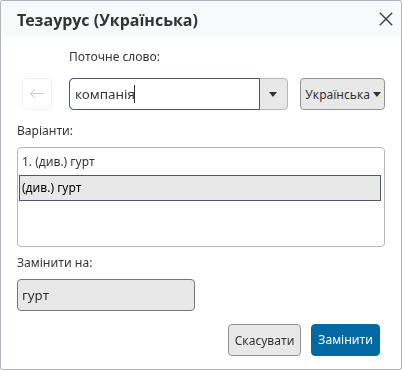 Тезаурус (Українська)
Поточне слово:
компанія
Українська
Варіанти:
1. (див.) гурт
(див.) гурт
Замінити на:
гурт
Скасувати
Замінити